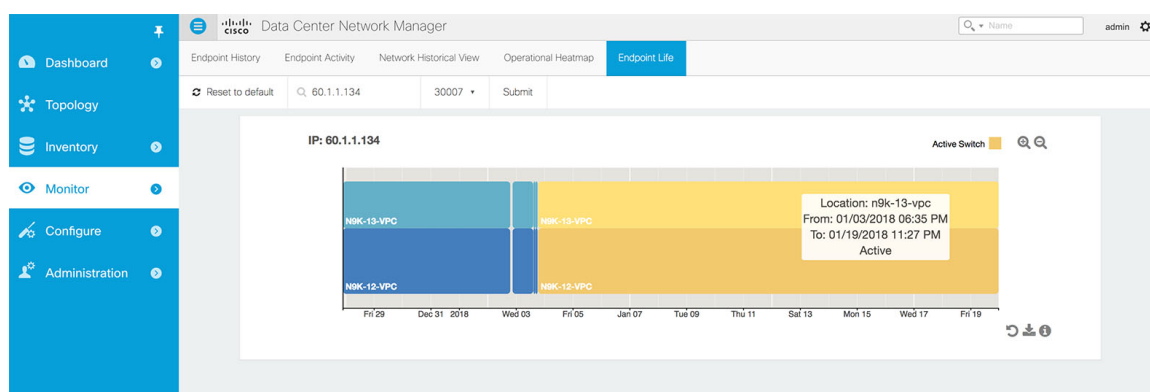 cisco Data Center Network Manager
Name
admin
Dashboard
Topology
Inventory
Monitor
Configure
Administration
Endpoint History Endpoint Activity Network Historical View Operational Heatmap Endpoint Life
Reset to default 60.1.1.134 30007 Submit
IP: 60.1.1.134
Active Switch
N9K-13-VPC N9K-13-VPC
Location: n9k-13-vpc
From: 01/03/2018 06:35 PM
To: 01/19/2018 11:27 PM
Active
N9K-12-VPC N9K-12-VPC
Fri 29 Dec 31 2018 Wed 03 Fri 05 Jan 07 Tue 09 Thu 11 Sat 13 Mon 15 Wed 17 Fri 19